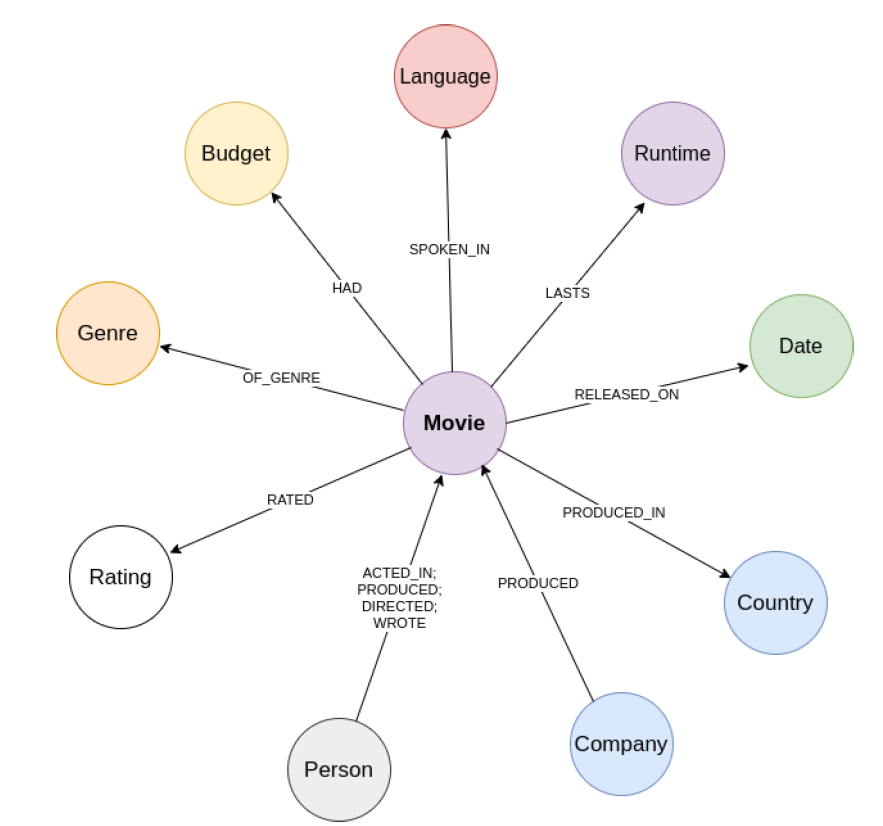 Language
Budget
Runtime
SPOKEN_IN
HAD
LASTS
Genre
Date
OF_GENRE
RELEASED_ON
Movie
RATED
PRODUCED_IN
Rating
ACTED_IN;
PRODUCED;
DIRECTED;
WROTE
PRODUCED
Country
Company
Person